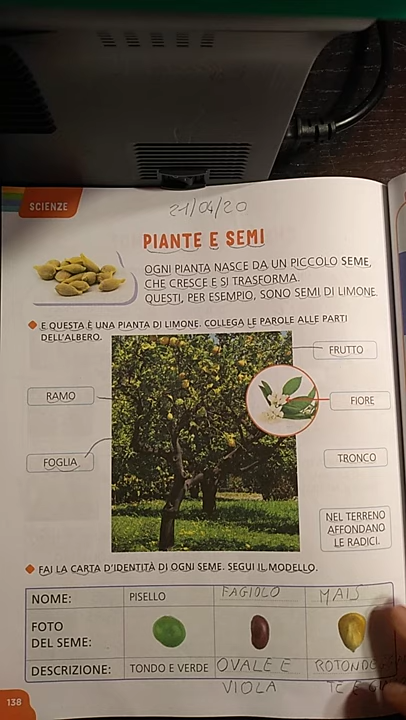 SCIENZE
21/04/20
PIANTE E SEMI
OGNI PIANTA NASCE DA UN PICCOLO SEME,
CHE CRESCE E SI TRASFORMA.
QUESTI, PER ESEMPIO, SONO SEMI DI LIMONE.
E QUESTA È UNA PIANTA DI LIMONE. COLLEGA LE PAROLE ALLE PARTI
DELL'ALBERO.
FRUTTO
RAMO
FIORE
FOGLIA
TRONCO
NEL TERRENO
AFFONDANO
LE RADICI.
FAI LA CARTA D'IDENTITÀ DI OGNI SEME. SEGUI IL MODELLO.
NOME: PISELLO FAGIOLO MAIS
FOTO
DEL SEME:
DESCRIZIONE: TONDO E VERDE OVALE E
VIOLA
138